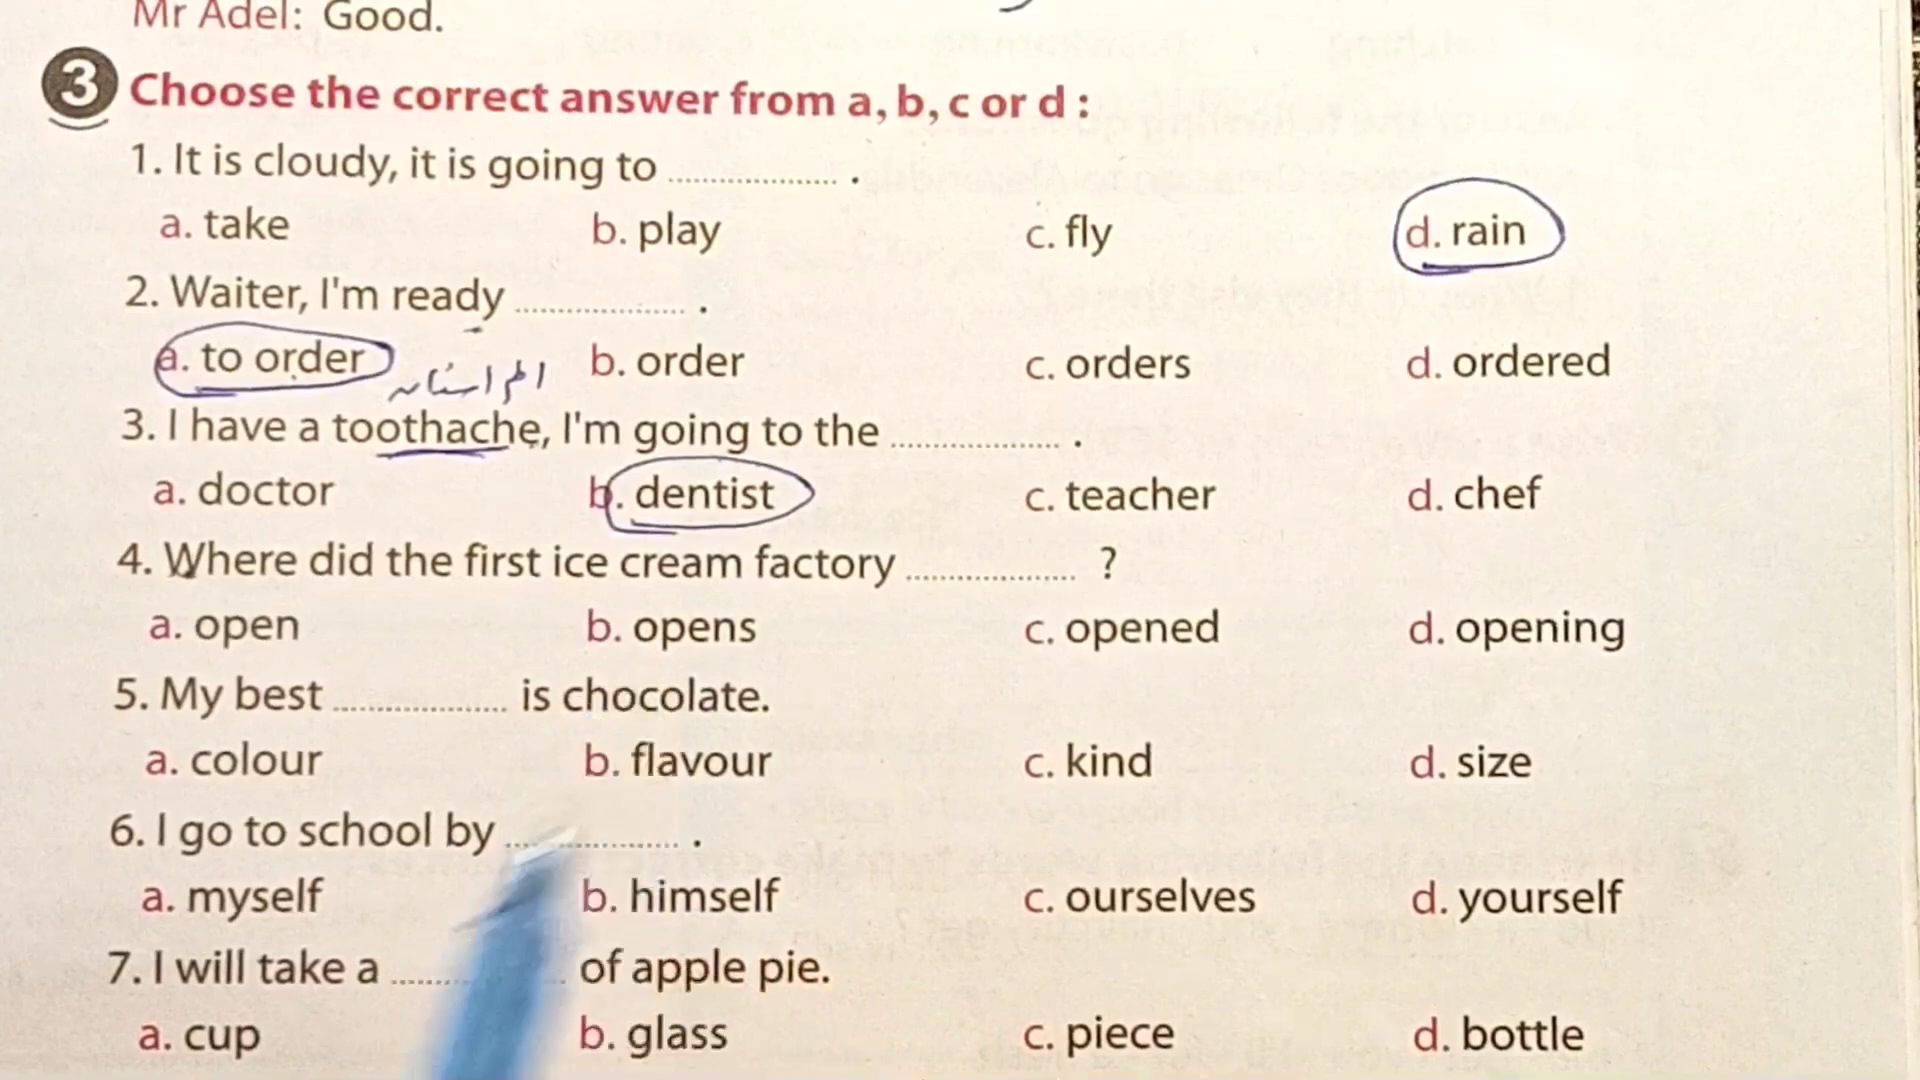 Mr Adel: Good.
3 Choose the correct answer from a, b, c or d :
1. It is cloudy, it is going to .................. .
a. take b. play c. fly d. rain
2. Waiter, I'm ready .................. .
a. to order b. order c. orders d. ordered
3. I have a toothache, I'm going to the .................. .
a. doctor b. dentist c. teacher d. chef
4. Where did the first ice cream factory .................. ?
a. open b. opens c. opened d. opening
5. My best .................. is chocolate.
a. colour b. flavour c. kind d. size
6. I go to school by .................. .
a. myself b. himself c. ourselves d. yourself
7. I will take a .................. of apple pie.
a. cup b. glass c. piece d. bottle